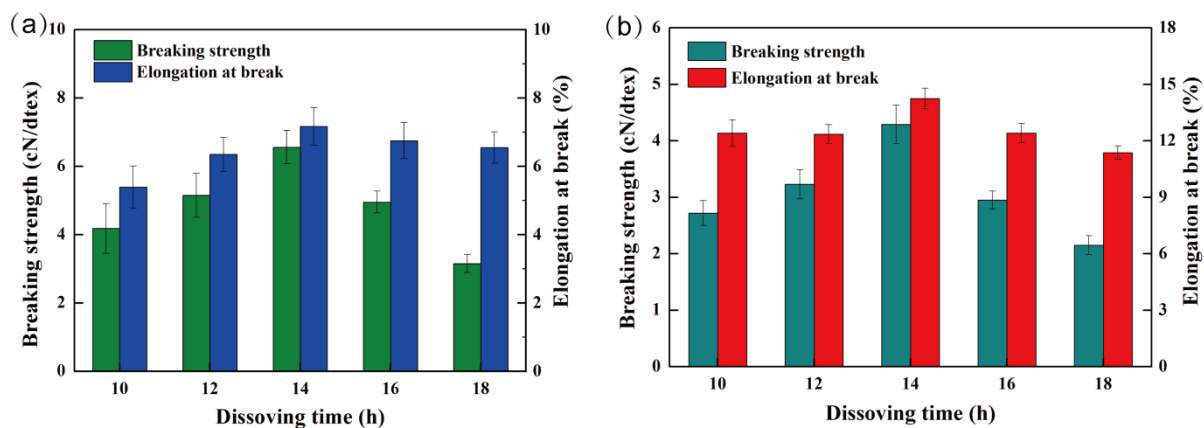 (a)
Breaking strength
Elongation at break
Breaking strength (cN/dtex)
10
8
6
4
2
0
10
8
6
4
2
0
Elongation at break (%)
10 12 14 16 18
Dissoving time (h)
(b)
Breaking strength
Elongation at break
Breaking strength (cN/dtex)
6
5
4
3
2
1
0
18
15
12
9
6
3
0
Elongation at break (%)
10 12 14 16 18
Dissoving time (h)